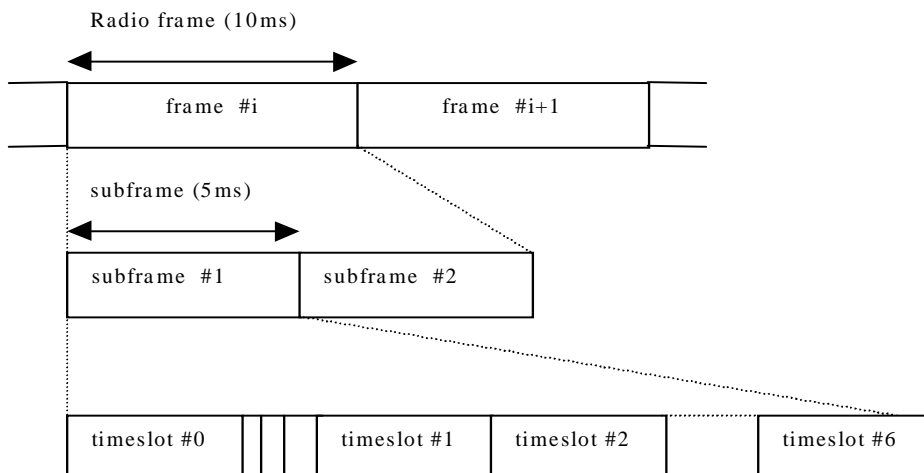 Radio frame (10ms)
frame #i
frame #i+1
subframe (5ms)
subframe #1
subframe #2
timeslot #0
timeslot #1
timeslot #2
timeslot #6